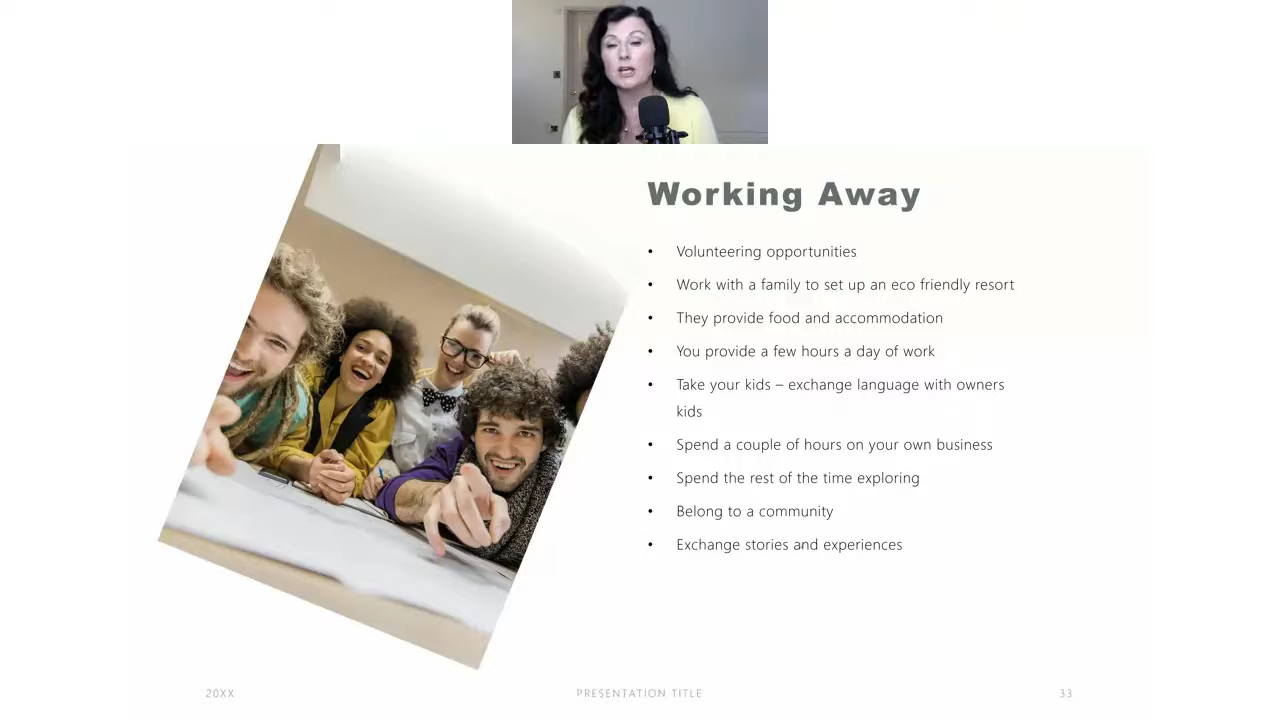 Working Away
• Volunteering opportunities
• Work with a family to set up an eco friendly resort
• They provide food and accommodation
• You provide a few hours a day of work
• Take your kids – exchange language with owners
kids
• Spend a couple of hours on your own business
• Spend the rest of the time exploring
• Belong to a community
• Exchange stories and experiences
20XX
PRESENTATION TITLE
33